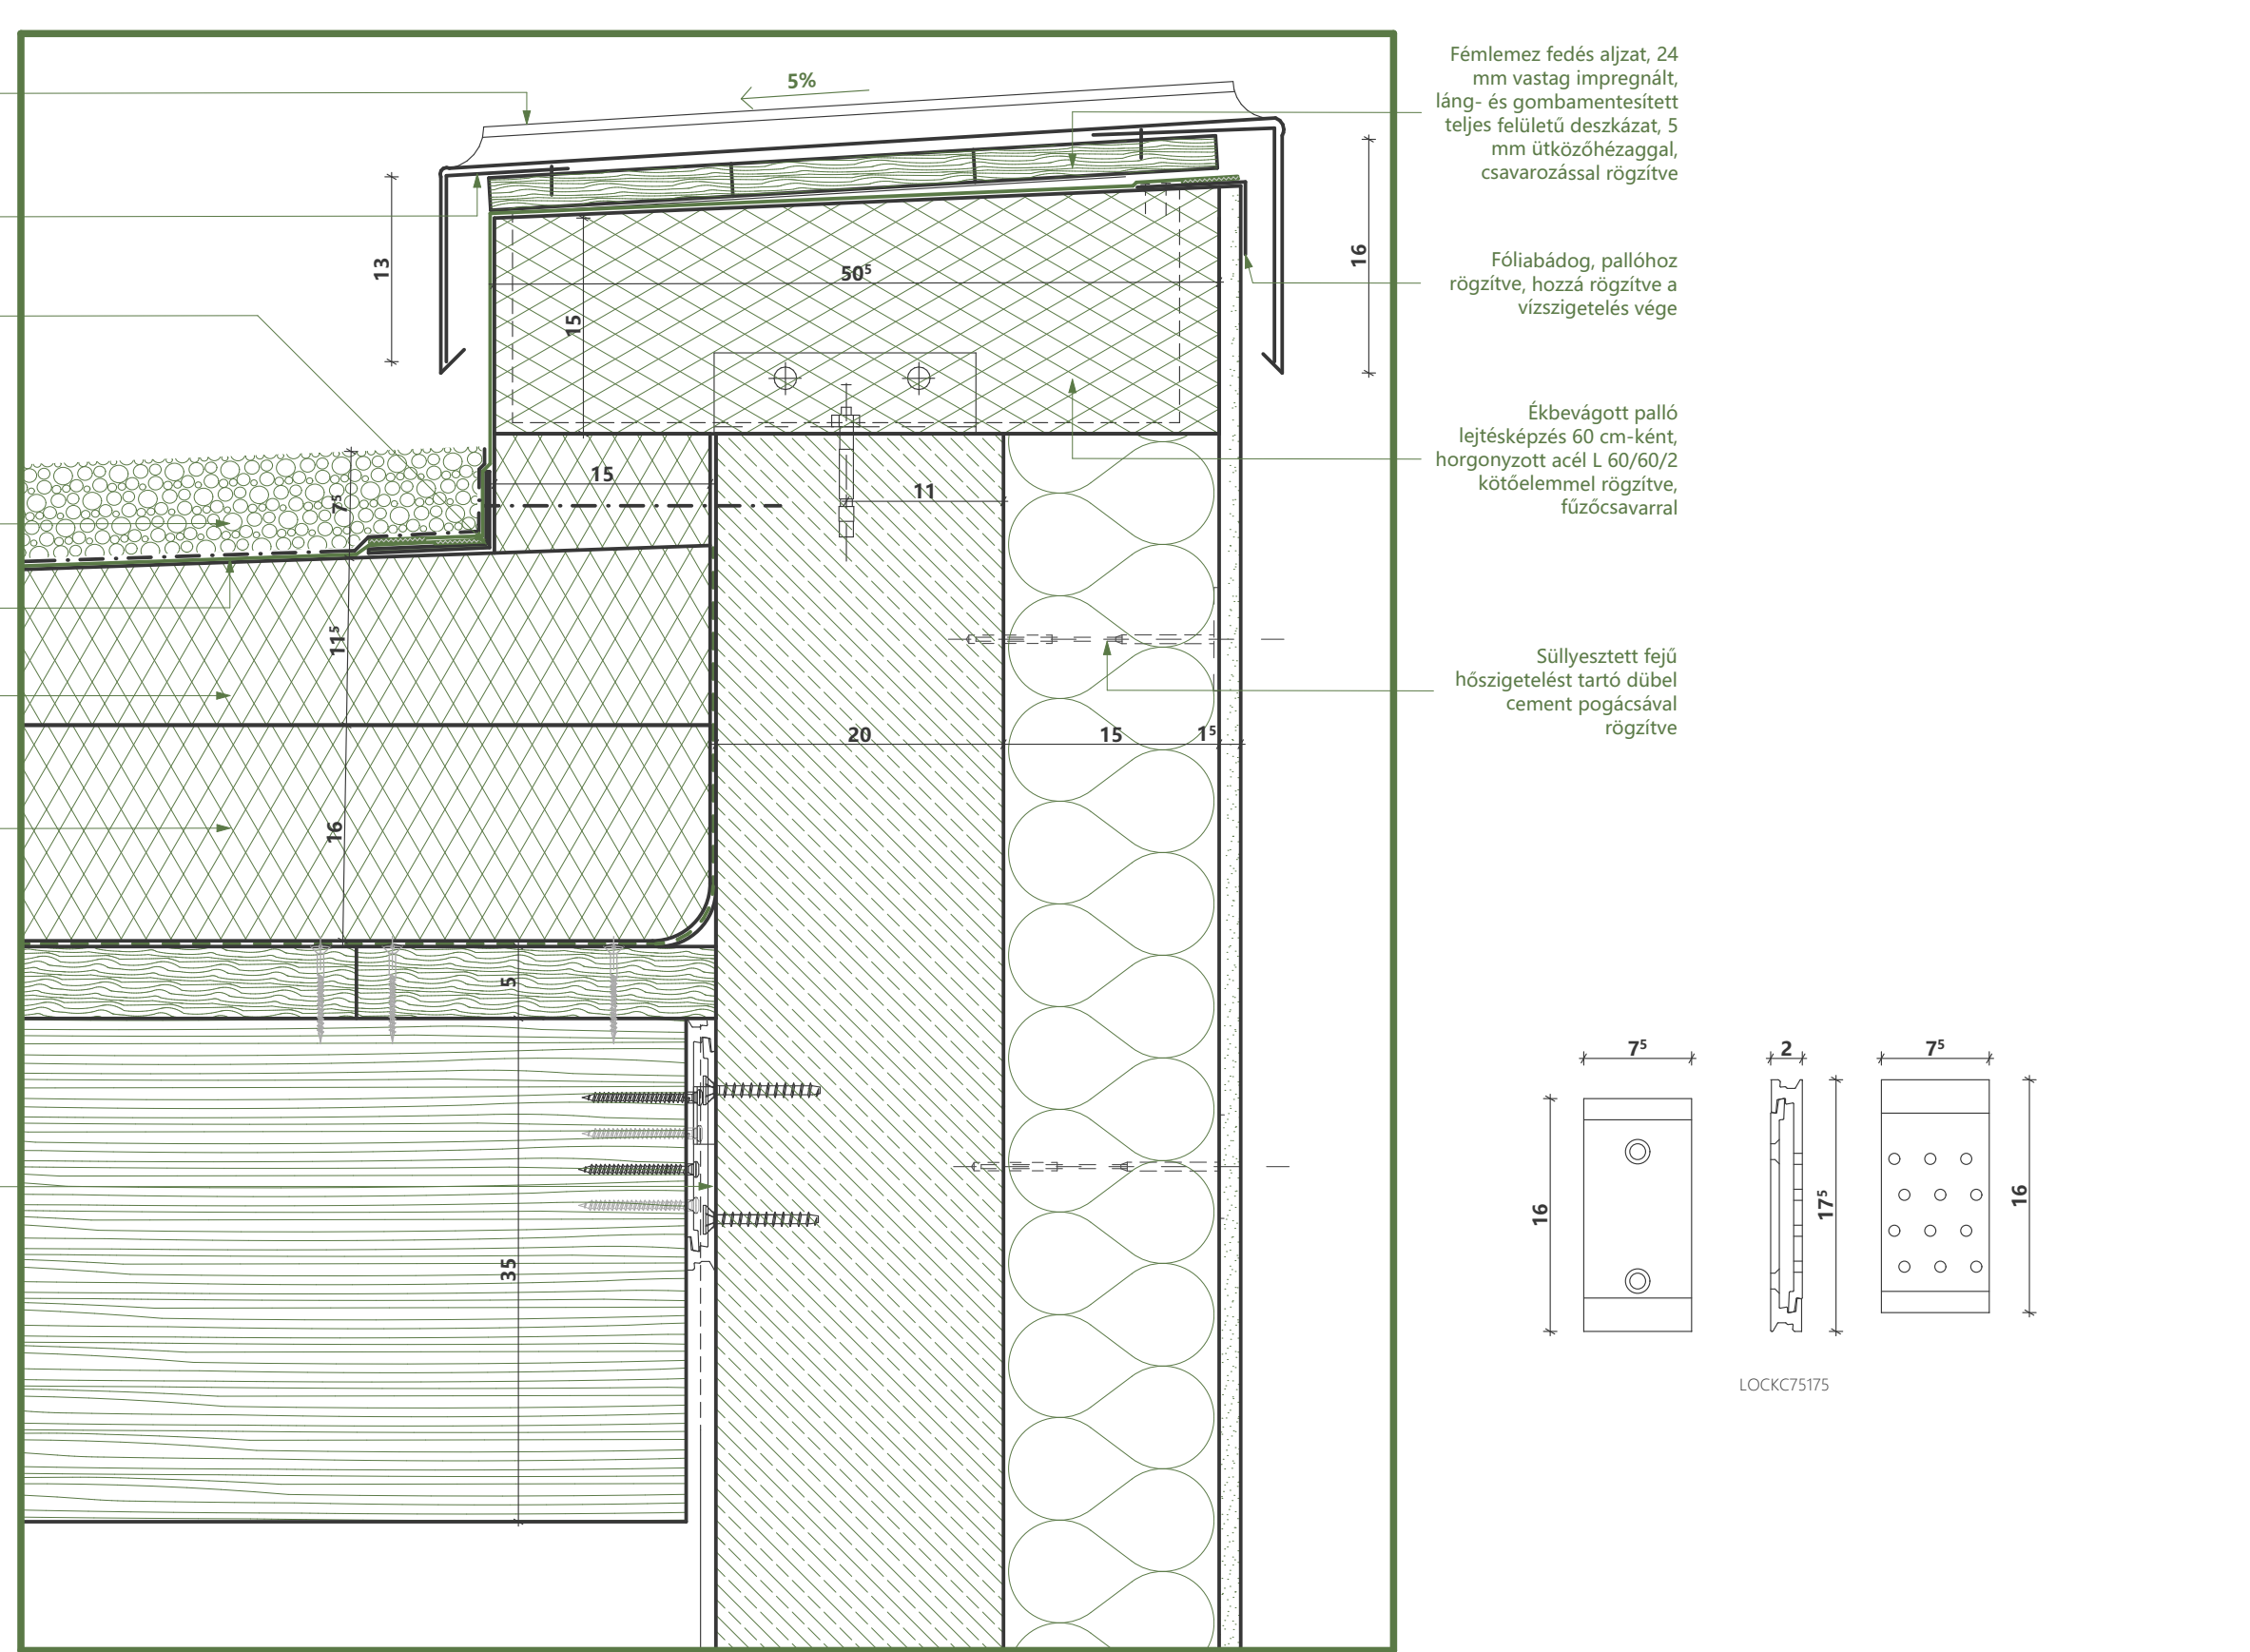 Fémlemez fedés aljzat, 24
mm vastag impregnált,
láng- és gombamentesített
teljes felületű deszkázat, 5
mm ütközőhézaggal,
csavarozással rögzítve
Fóliabádog, pallóhoz
rögzítve, hozzá rögzítve a
vízszigetelés vége
Ékbevágott palló
lejtésképzés 60 cm-ként,
horgonyzott acél L 60/60/2
kötőelemmel rögzítve,
fűzőcsavarral
Süllyesztett fejű
hőszigetelést tartó dübel
cement pogácsával
rögzítve
5%
13
16
50⁵
15
15
11
7⁵
11⁵
20
15
1⁵
16
5
35
7⁵
2
7⁵
16
17⁵
16
LOCKC75175